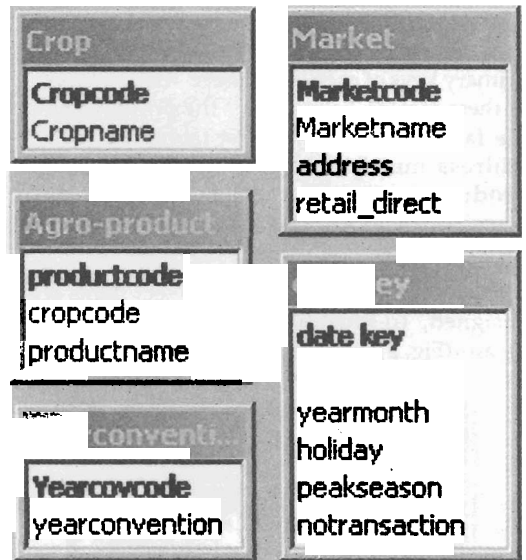 Crop
Cropcode
Cropname
Market
Marketcode
Marketname
address
retail_direct
Agro-product
productcode
cropcode
productname
date key
yearmonth
holiday
peakseason
notransaction
Yearcovcode
yearconvention